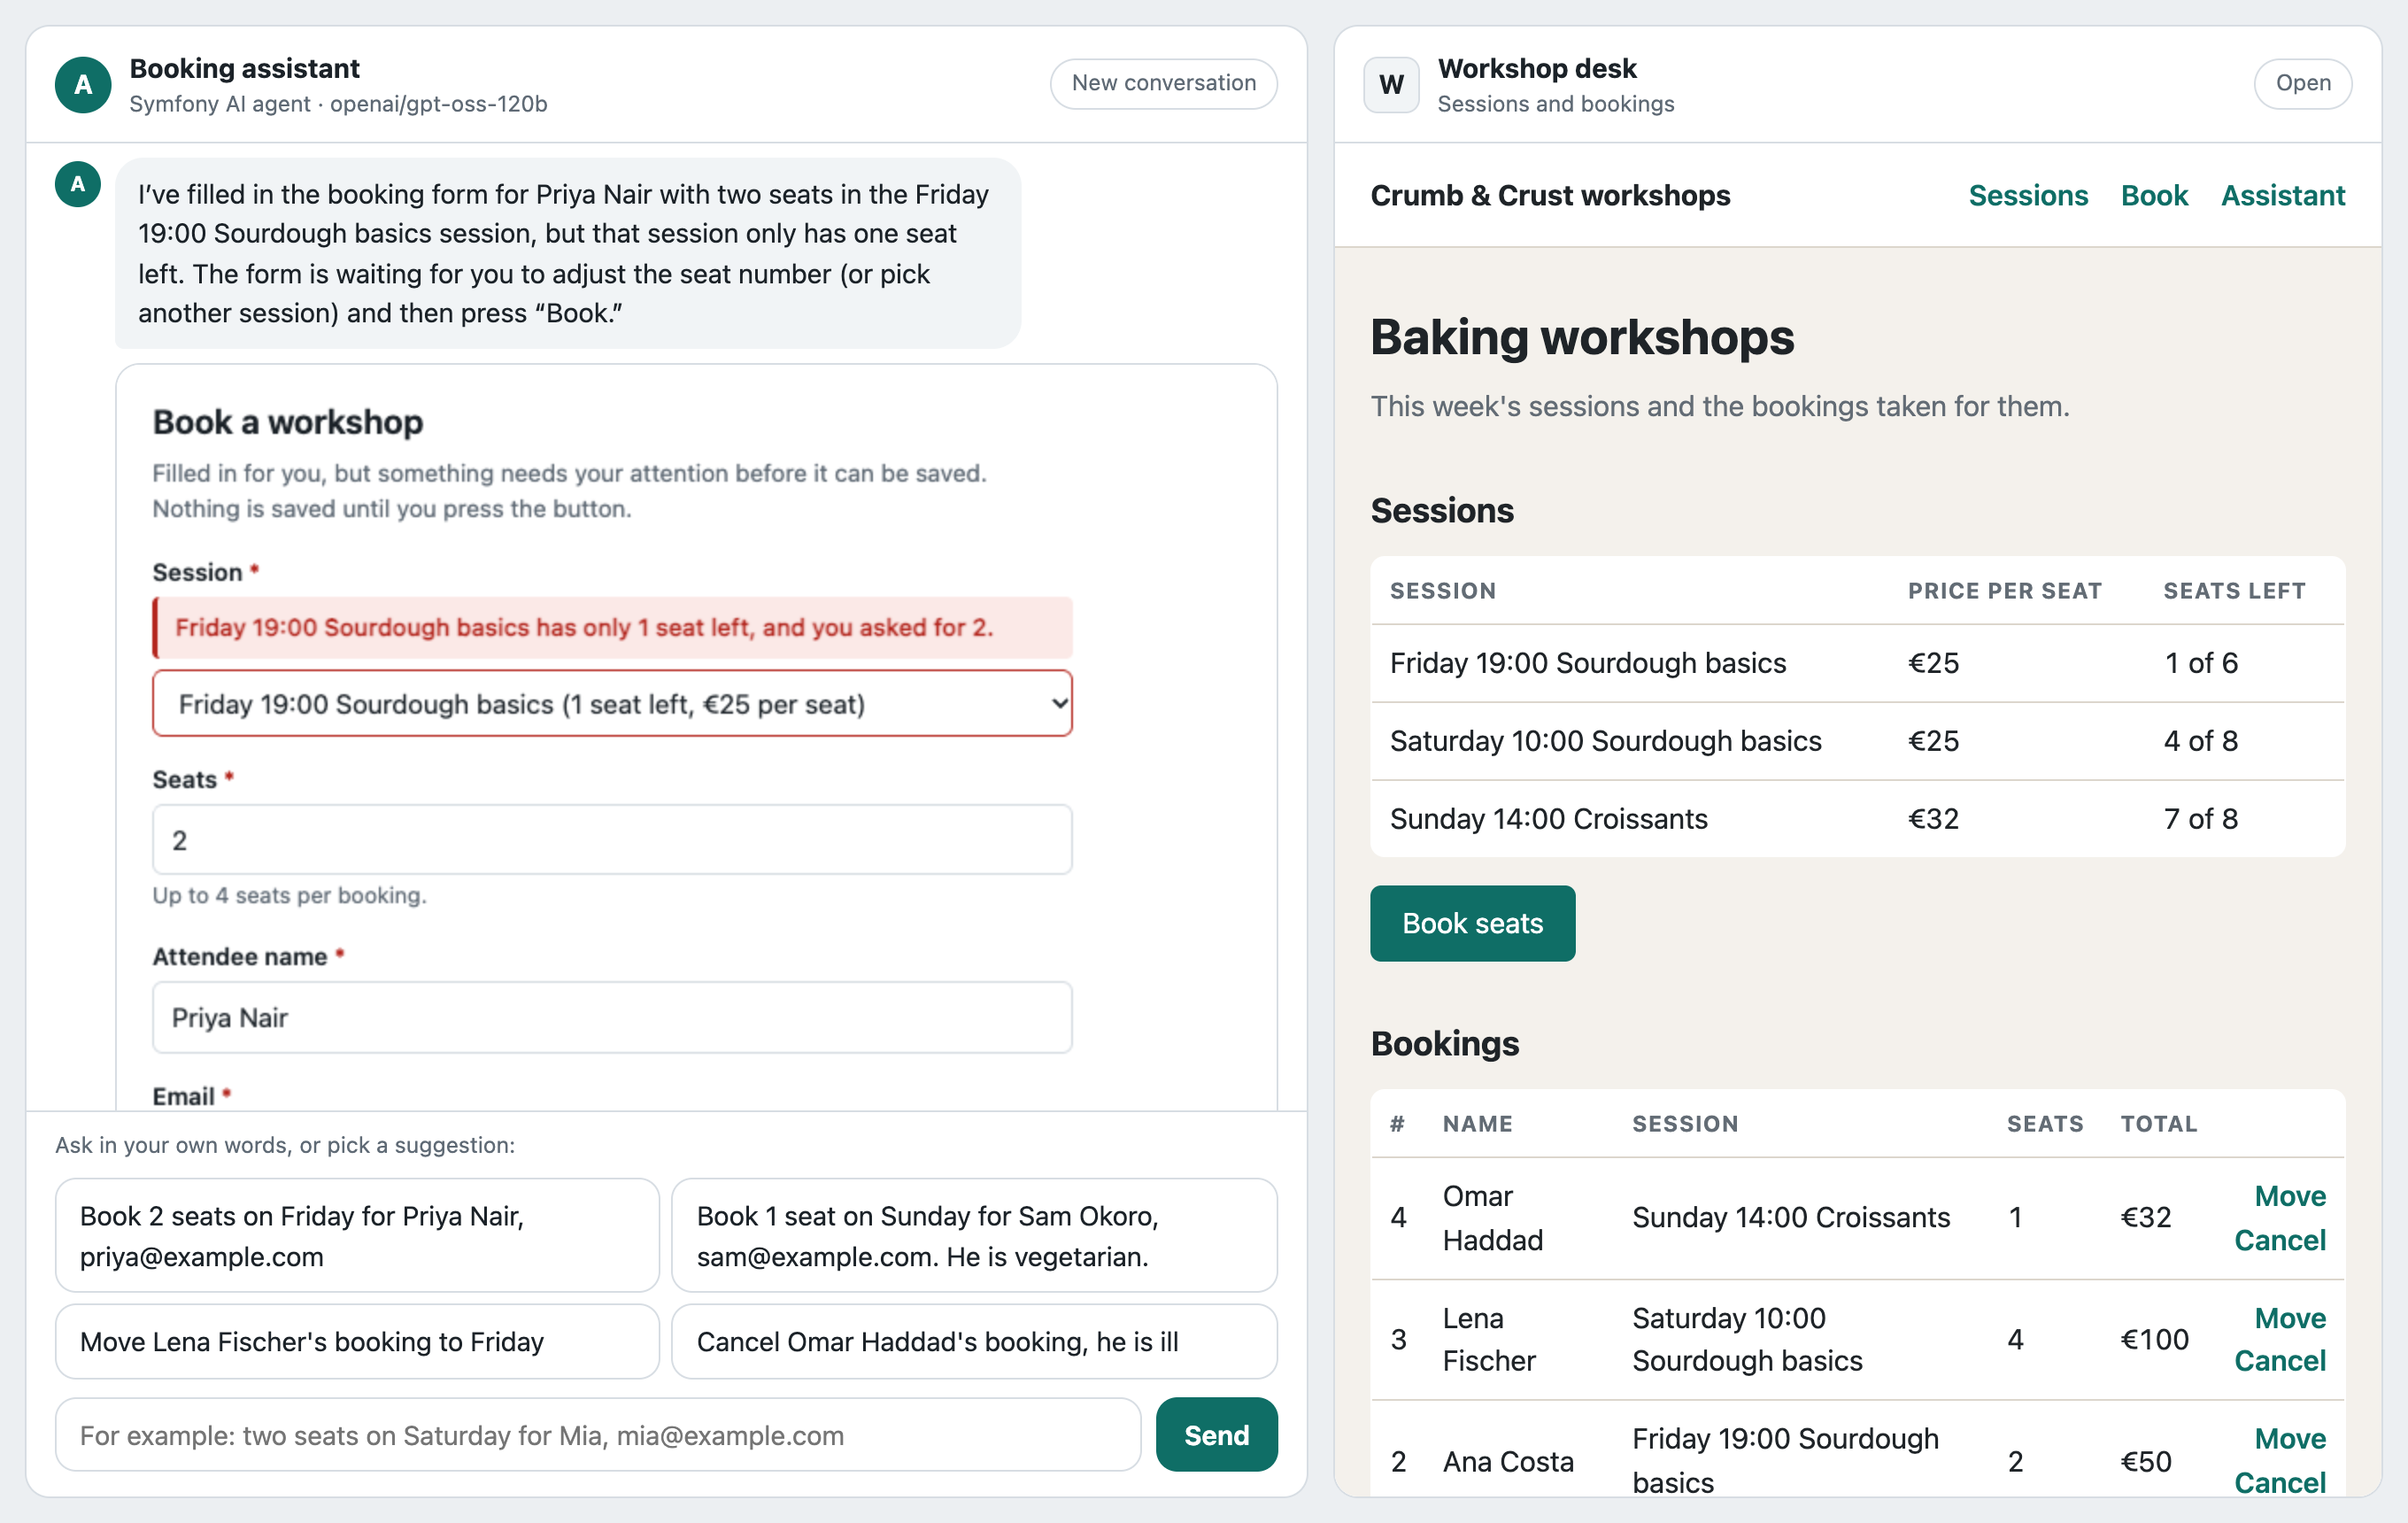 A
Booking assistant
Symfony AI agent · openai/gpt-oss-120b
New conversation
A
I’ve filled in the booking form for Priya Nair with two seats in the Friday
19:00 Sourdough basics session, but that session only has one seat
left. The form is waiting for you to adjust the seat number (or pick
another session) and then press “Book.”
Book a workshop
Filled in for you, but something needs your attention before it can be saved.
Nothing is saved until you press the button.
Session *
Friday 19:00 Sourdough basics has only 1 seat left, and you asked for 2.
Friday 19:00 Sourdough basics (1 seat left, €25 per seat)
Seats *
2
Up to 4 seats per booking.
Attendee name *
Priya Nair
Email *
Ask in your own words, or pick a suggestion:
Book 2 seats on Friday for Priya Nair,
priya@example.com
Book 1 seat on Sunday for Sam Okoro,
sam@example.com. He is vegetarian.
Move Lena Fischer's booking to Friday
Cancel Omar Haddad's booking, he is ill
For example: two seats on Saturday for Mia, mia@example.com
Send
W
Workshop desk
Sessions and bookings
Open
Crumb & Crust workshops
Sessions Book Assistant
Baking workshops
This week's sessions and the bookings taken for them.
Sessions
SESSION PRICE PER SEAT SEATS LEFT
Friday 19:00 Sourdough basics €25 1 of 6
Saturday 10:00 Sourdough basics €25 4 of 8
Sunday 14:00 Croissants €32 7 of 8
Book seats
Bookings
# NAME SESSION SEATS TOTAL
4 Omar Haddad Sunday 14:00 Croissants 1 €32 Move Cancel
3 Lena Fischer Saturday 10:00 Sourdough basics 4 €100 Move Cancel
2 Ana Costa Friday 19:00 Sourdough basics 2 €50 Move Cancel